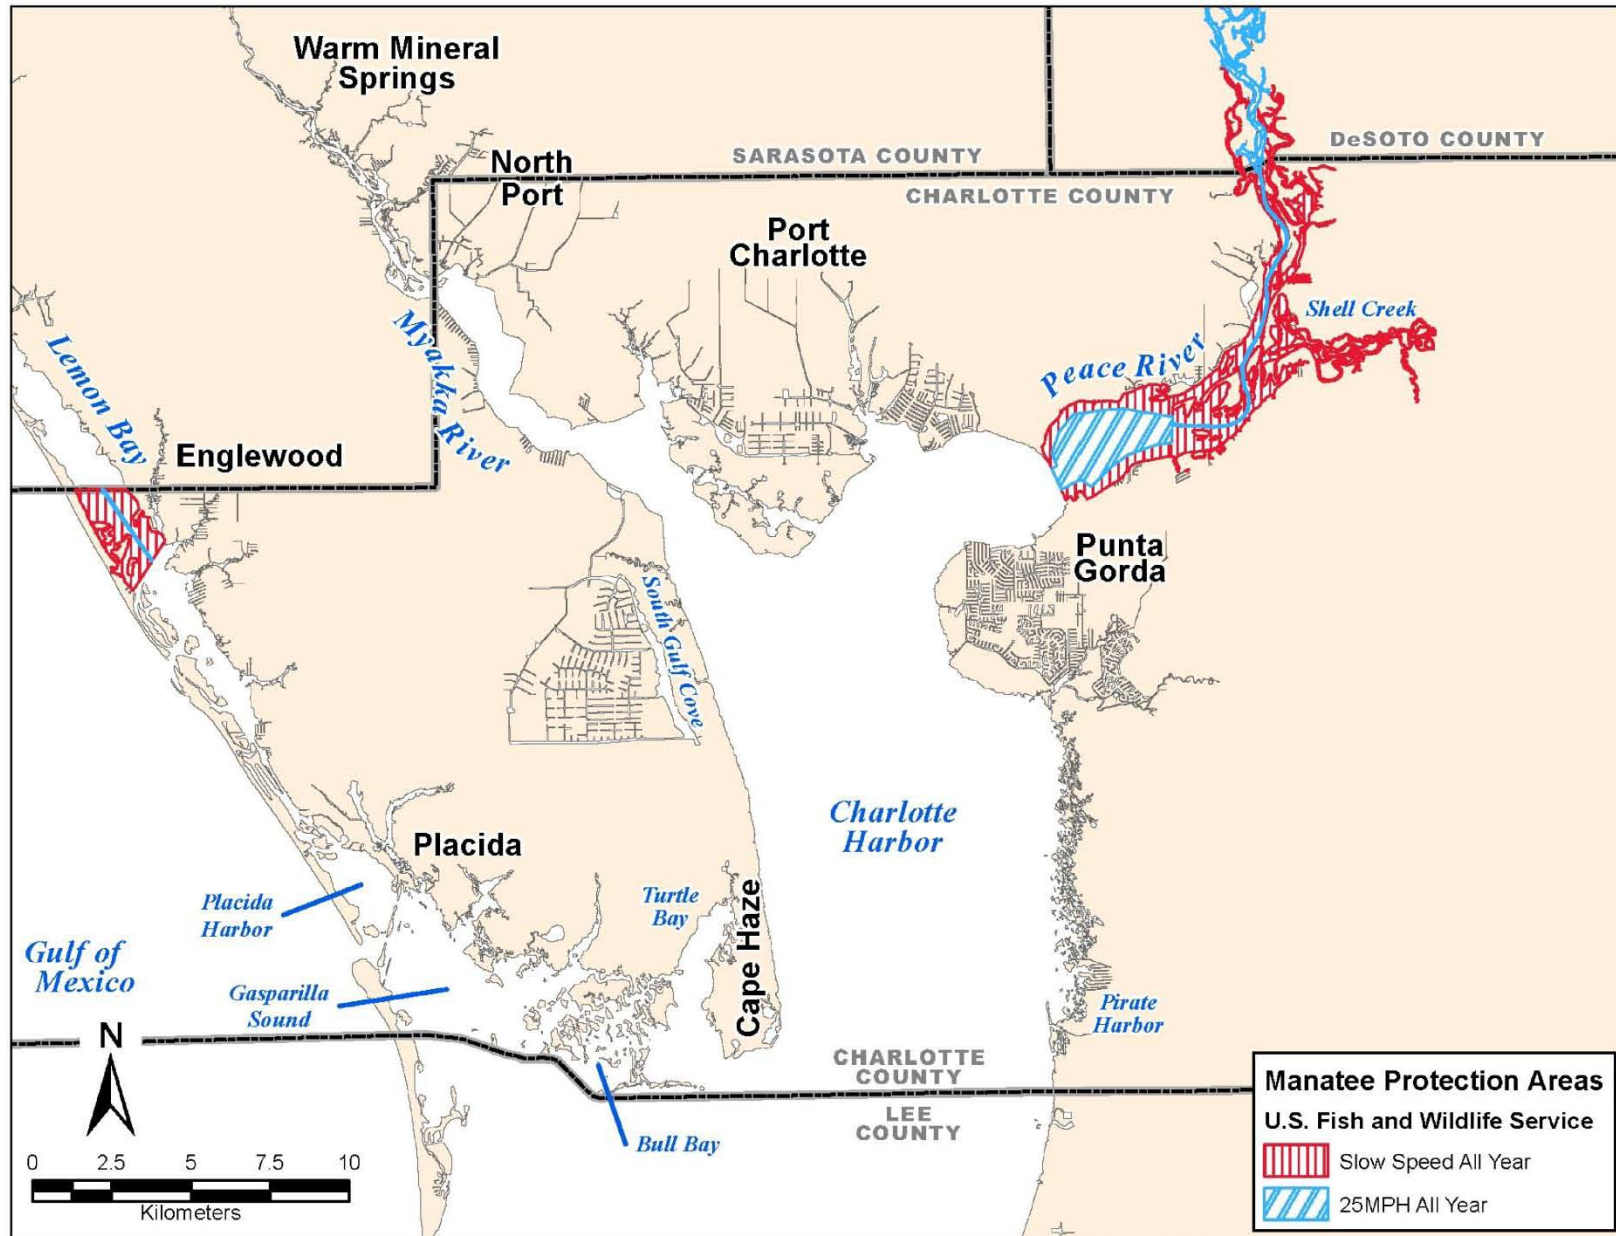 Warm Mineral
Springs
North
Port
SARASOTA COUNTY
DeSOTO COUNTY
CHARLOTTE COUNTY
Port
Charlotte
Shell Creek
Peace River
Myakka River
Lemon Bay
Englewood
Punta
Gorda
South Gulf Cove
Charlotte
Harbor
Placida
Turtle
Bay
Cape Haze
Placida
Harbor
Gulf of
Mexico
Gasparilla
Sound
Pirate
Harbor
N
CHARLOTTE
COUNTY
LEE
COUNTY
Bull Bay
0 2.5 5 7.5 10
Kilometers
Manatee Protection Areas
U.S. Fish and Wildlife Service
Slow Speed All Year
25MPH All Year